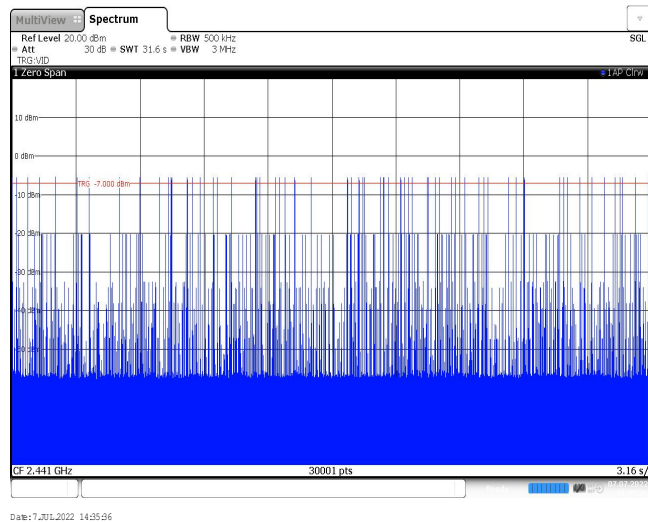 MultiView Spectrum
Ref Level 20.00 dBm RBW 500 kHz SGL
Att 30 dB SWT 31.6 s VBW 3 MHz
TRG:VID
1 Zero Span 1AP Clrw
10 dBm
0 dBm
TRG -7.000 dBm
-10 dBm
-20 dBm
-30 dBm
-40 dBm
CF 2.441 GHz 30001 pts 3.16 s/
07.07.2022
Date: 7.JUL.2022 14:35:36